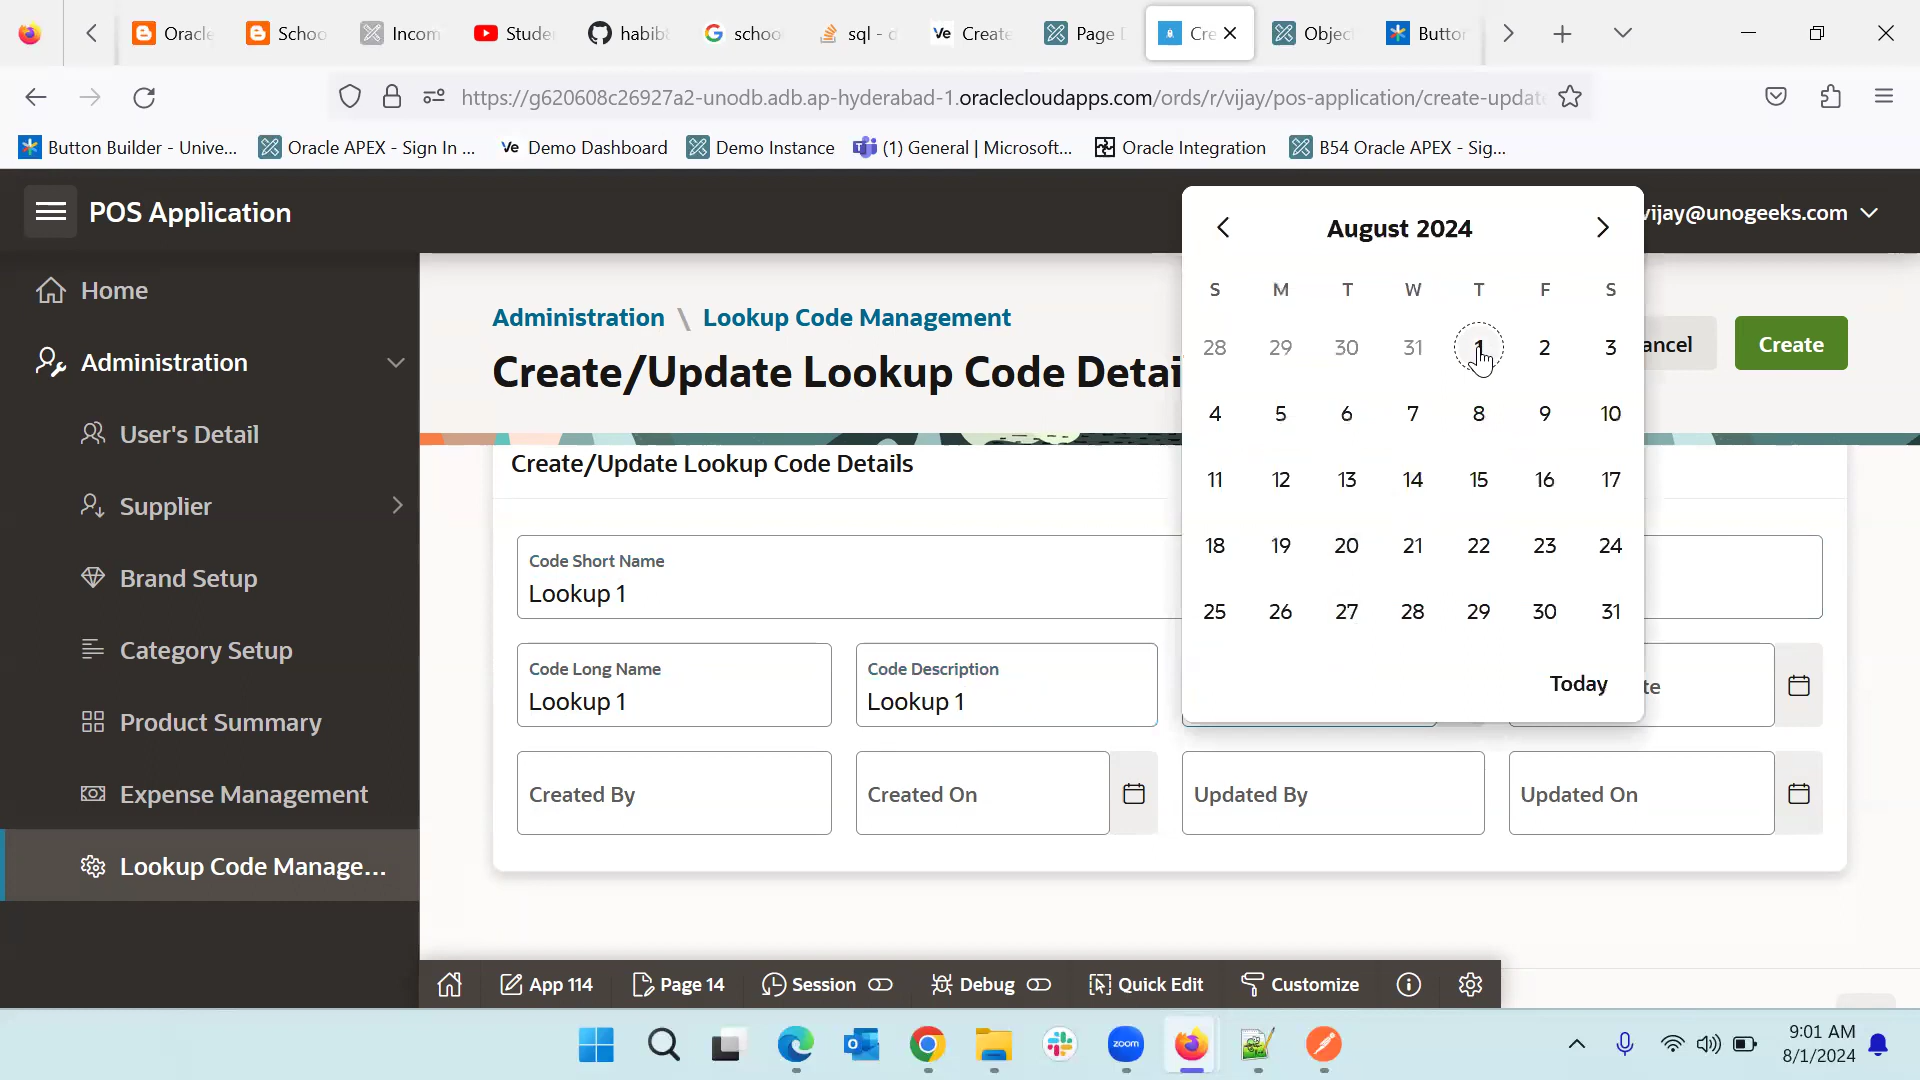 Oracle
Schoo
Incom
Stude
habib
schoo
sql - d
Create
Page D
Cre
Objec
Button
https://g620608c26927a2-unodb.adb.ap-hyderabad-1.oraclecloudapps.com/ords/r/vijay/pos-application/create-update
Button Builder - Unive...
Oracle APEX - Sign In ...
Demo Dashboard
Demo Instance
(1) General | Microsoft...
Oracle Integration
B54 Oracle APEX - Sig...
POS Application
vijay@unogeeks.com
Home
Administration
User's Detail
Supplier
Brand Setup
Category Setup
Product Summary
Expense Management
Lookup Code Manage...
Administration \ Lookup Code Management
Create/Update Lookup Code Detai
ancel
Create
Create/Update Lookup Code Details
Code Short Name
Lookup 1
Code Long Name
Lookup 1
Code Description
Lookup 1
te
Created By
Created On
Updated By
Updated On
August 2024
S M T W T F S
28 29 30 31 1 2 3
4 5 6 7 8 9 10
11 12 13 14 15 16 17
18 19 20 21 22 23 24
25 26 27 28 29 30 31
Today
App 114
Page 14
Session
Debug
Quick Edit
Customize
zoom
9:01 AM
8/1/2024